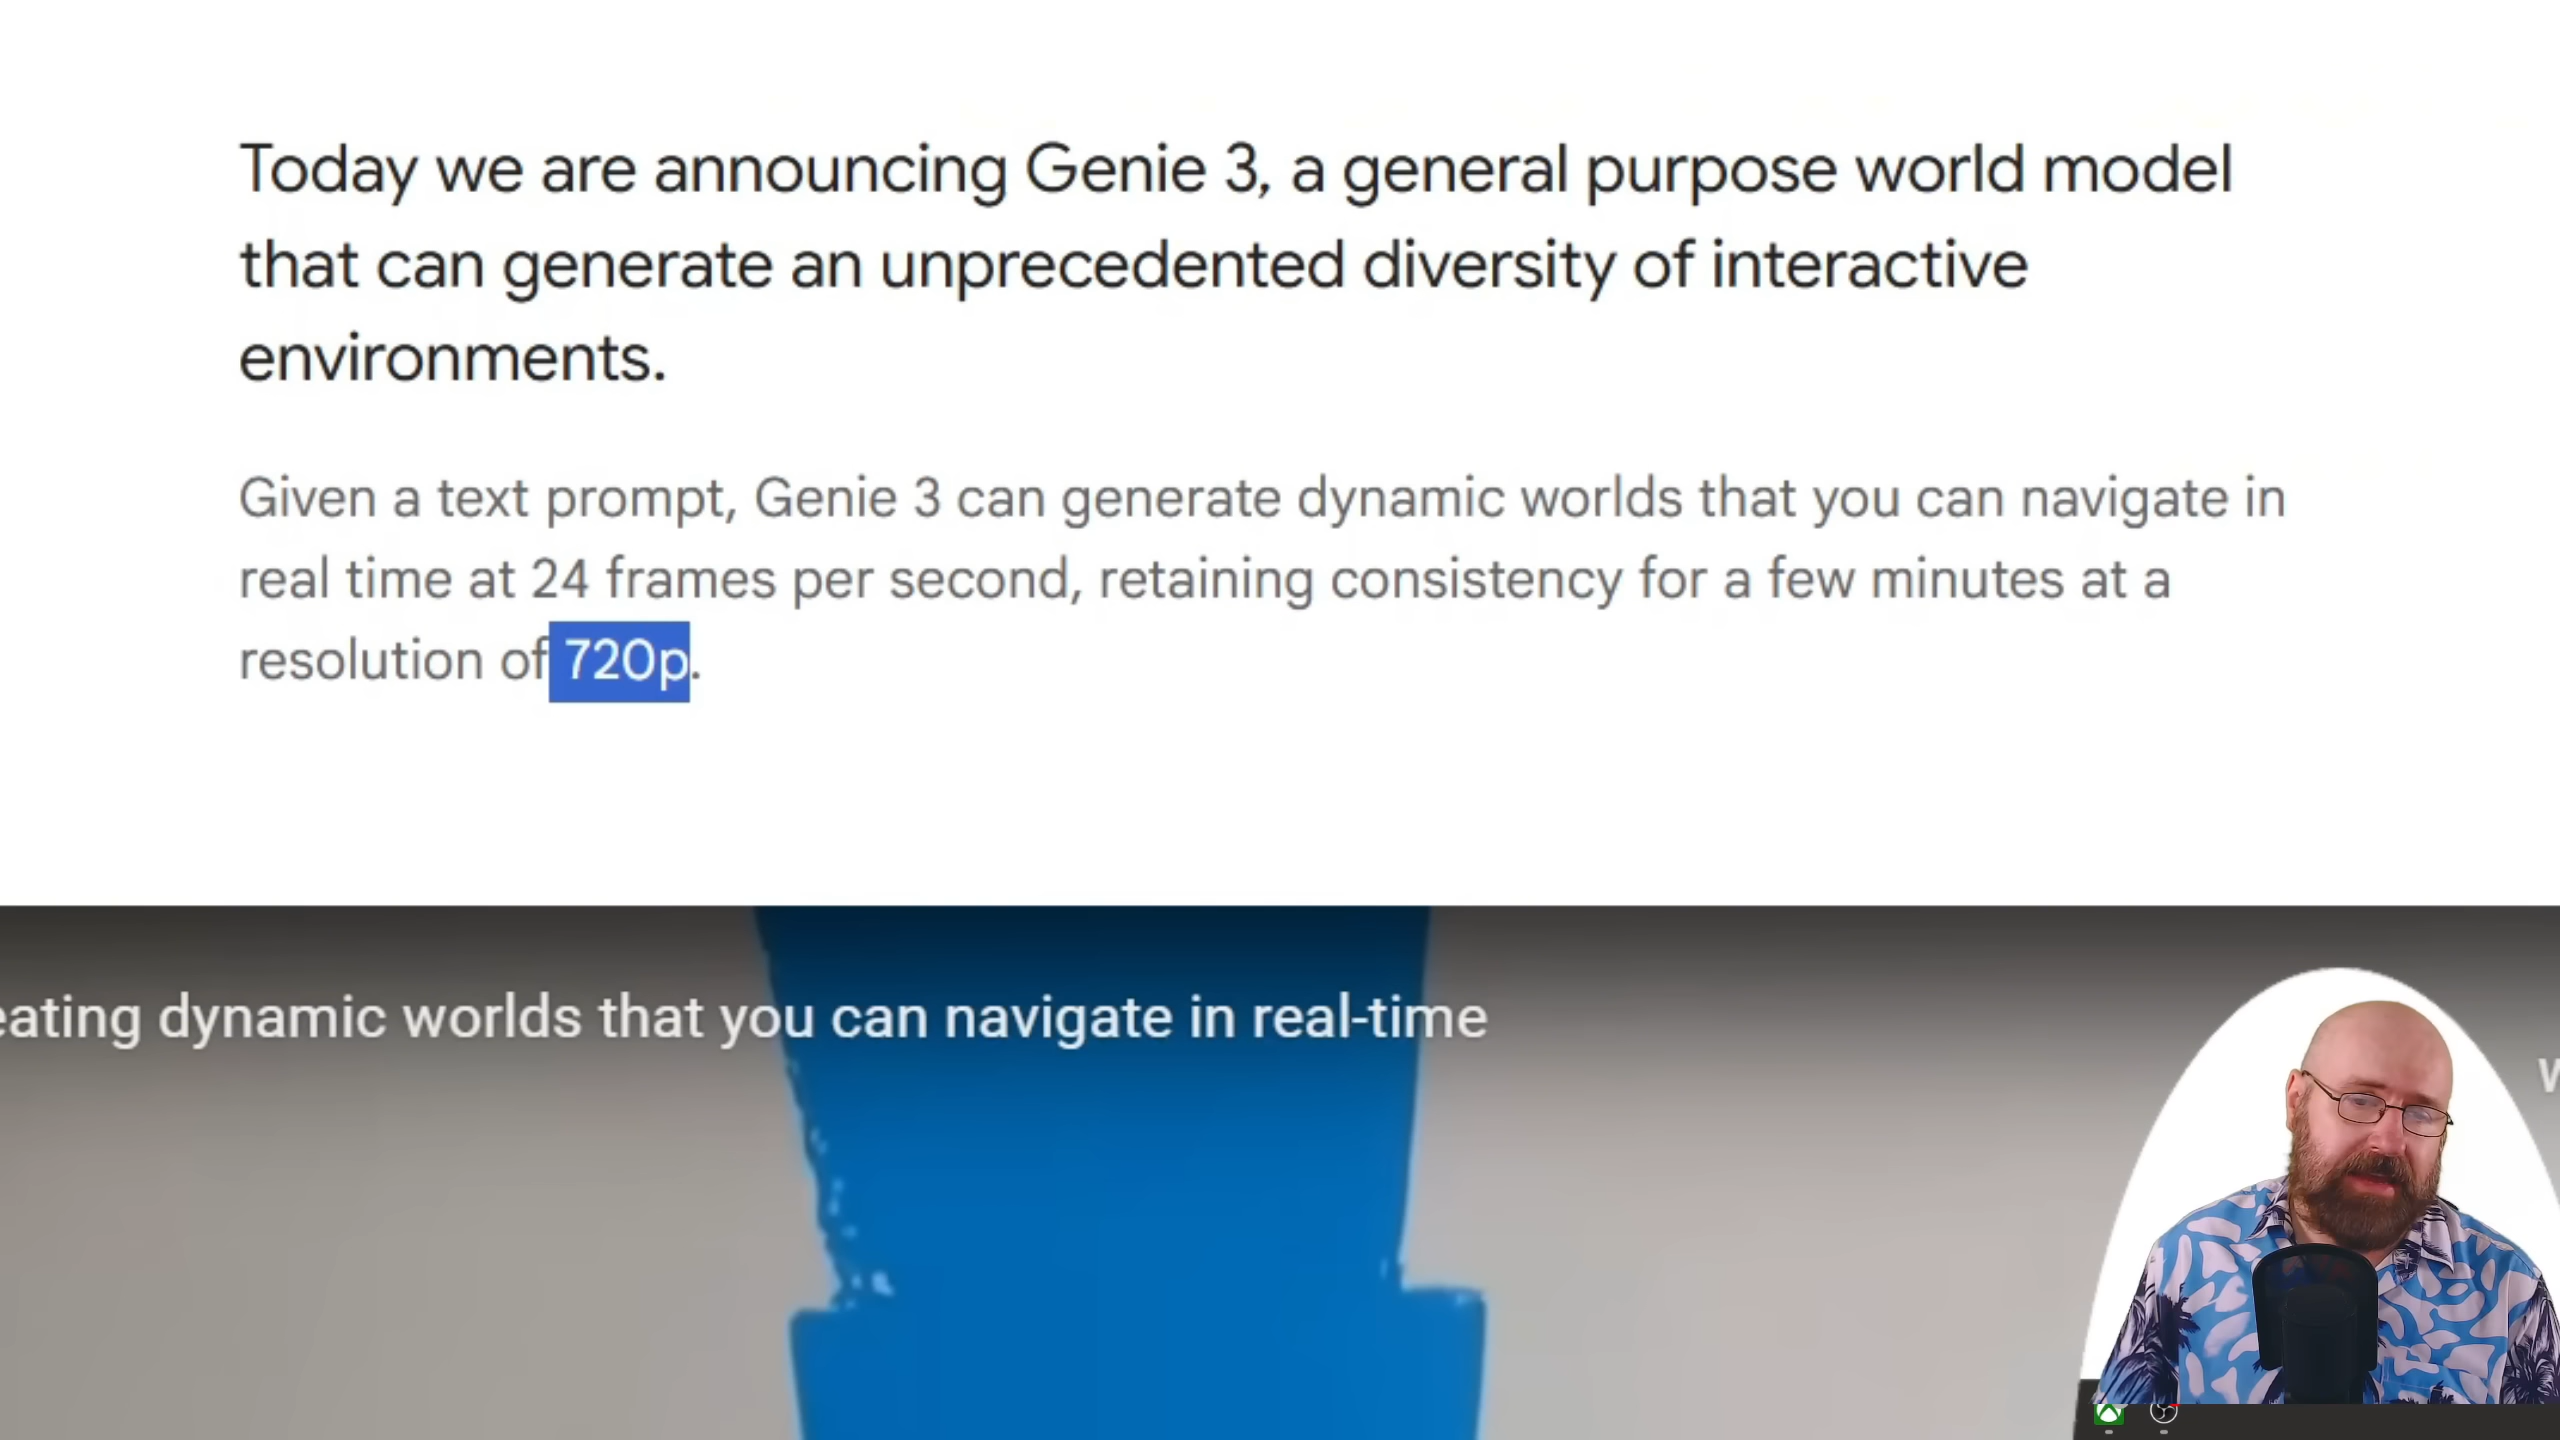 Today we are announcing Genie 3, a general purpose world model
that can generate an unprecedented diversity of interactive
environments.
Given a text prompt, Genie 3 can generate dynamic worlds that you can navigate in
real time at 24 frames per second, retaining consistency for a few minutes at a
resolution of 720p.
eating dynamic worlds that you can navigate in real-time